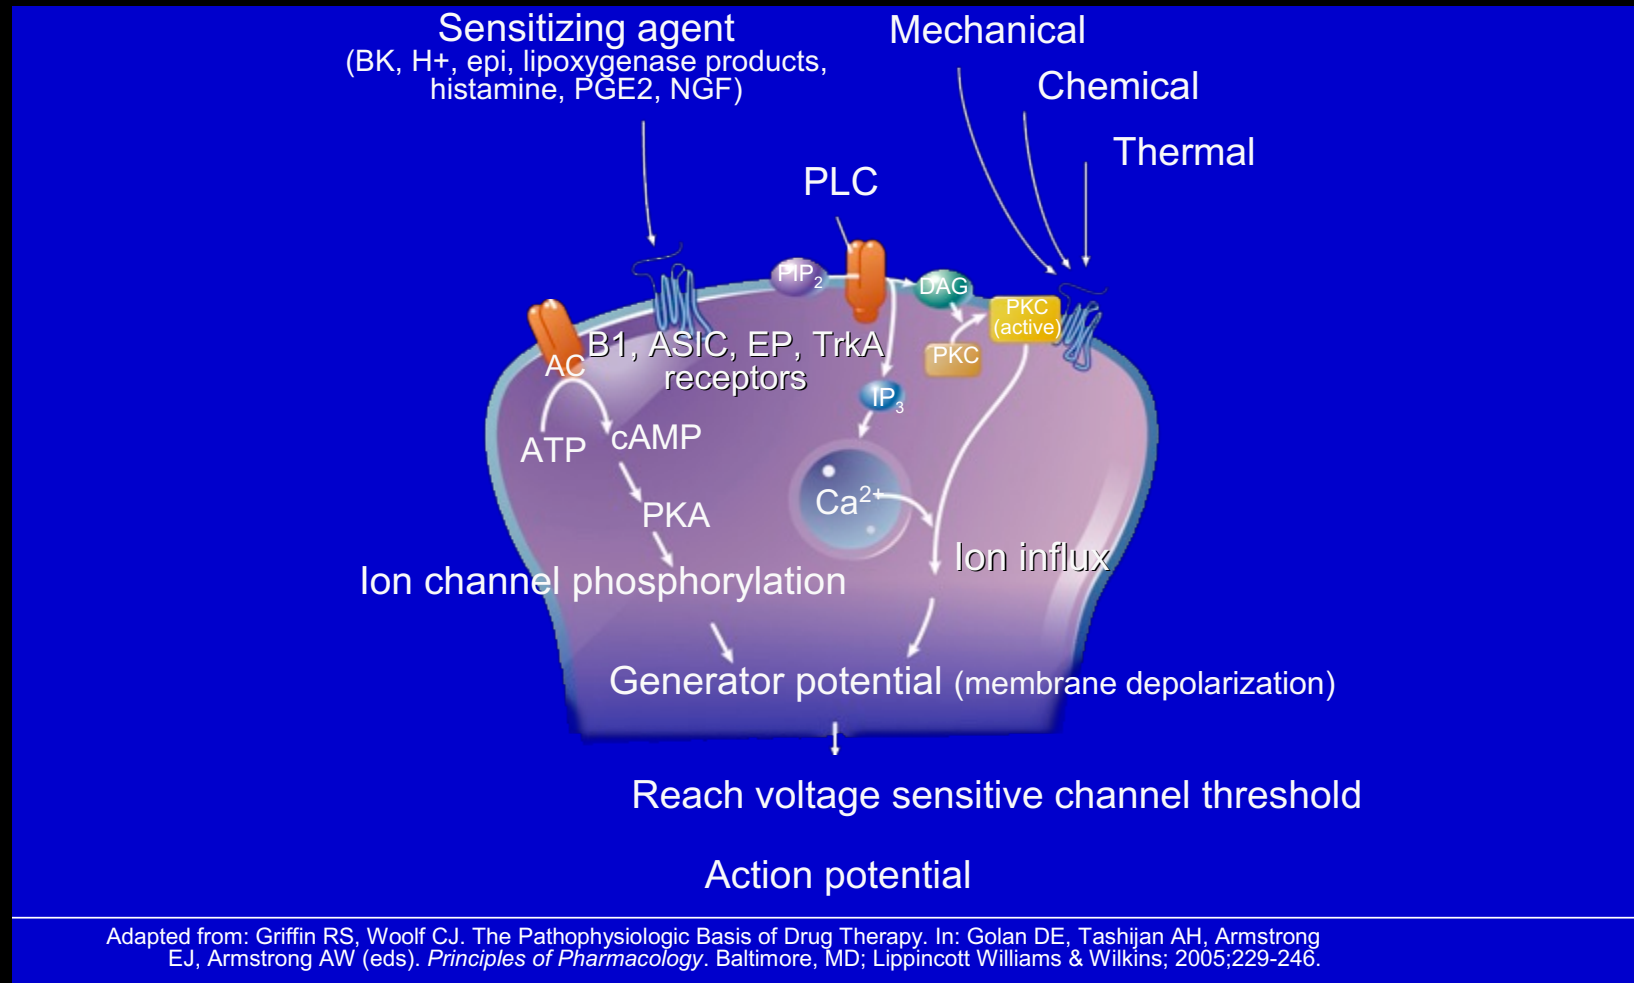 Sensitizing agent
(BK, H+, epi, lipoxygenase products,
histamine, PGE2, NGF)
Mechanical
Chemical
Thermal
PLC
PIP2
DAG
PKC
(active)
PKC
B1, ASIC, EP, TrkA
receptors
AC
IP3
ATP
cAMP
Ca2+
PKA
Ion influx
Ion channel phosphorylation
Generator potential (membrane depolarization)
Reach voltage sensitive channel threshold
Action potential
Adapted from: Griffin RS, Woolf CJ. The Pathophysiologic Basis of Drug Therapy. In: Golan DE, Tashijan AH, Armstrong
EJ, Armstrong AW (eds). Principles of Pharmacology. Baltimore, MD; Lippincott Williams & Wilkins; 2005;229-246.